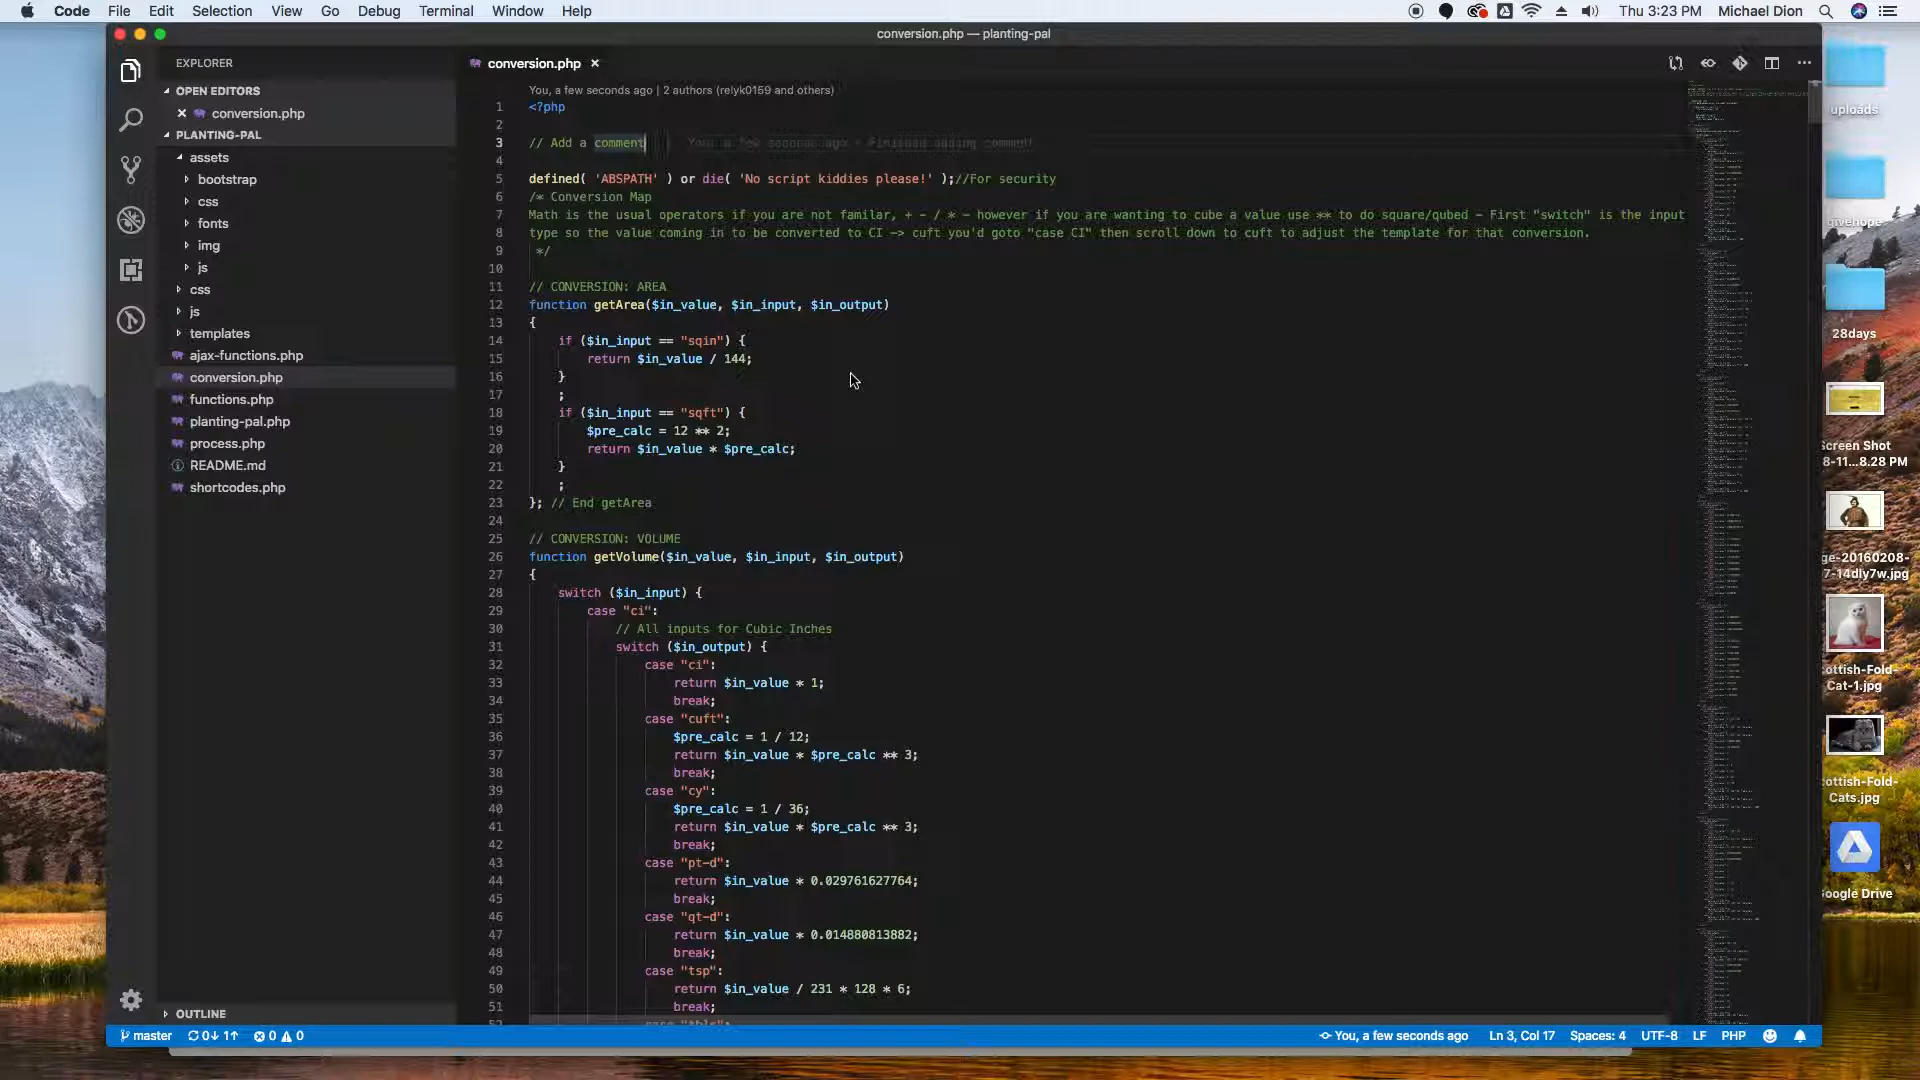 Code File Edit Selection View Go Debug Terminal Window Help
Thu 3:23 PM Michael Dion
conversion.php — planting-pal
EXPLORER
OPEN EDITORS
conversion.php
PLANTING-PAL
assets
bootstrap
css
fonts
img
js
css
js
templates
ajax-functions.php
conversion.php
functions.php
planting-pal.php
process.php
README.md
shortcodes.php
OUTLINE
conversion.php
You, a few seconds ago | 2 authors (relyk0159 and others)
1 <?php
2
3 // Add a comment You, a few seconds ago • Finished adding comment
4
5 defined( 'ABSPATH' ) or die( 'No script kiddies please!' );//For security
6 /* Conversion Map
7 Math is the usual operators if you are not familar, + - / * - however if you are wanting to cube a value use ** to do square/qubed - First "switch" is the input
8 type so the value coming in to be converted to CI -> cuft you'd goto "case CI" then scroll down to cuft to adjust the template for that conversion.
9 */
10
11 // CONVERSION: AREA
12 function getArea($in_value, $in_input, $in_output)
13 {
14 if ($in_input == "sqin") {
15 return $in_value / 144;
16 }
17 ;
18 if ($in_input == "sqft") {
19 $pre_calc = 12 ** 2;
20 return $in_value * $pre_calc;
21 }
22 ;
23 }; // End getArea
24
25 // CONVERSION: VOLUME
26 function getVolume($in_value, $in_input, $in_output)
27 {
28 switch ($in_input) {
29 case "ci":
30 // All inputs for Cubic Inches
31 switch ($in_output) {
32 case "ci":
33 return $in_value * 1;
34 break;
35 case "cuft":
36 $pre_calc = 1 / 12;
37 return $in_value * $pre_calc ** 3;
38 break;
39 case "cy":
40 $pre_calc = 1 / 36;
41 return $in_value * $pre_calc ** 3;
42 break;
43 case "pt-d":
44 return $in_value * 0.029761627764;
45 break;
46 case "qt-d":
47 return $in_value * 0.014880813882;
48 break;
49 case "tsp":
50 return $in_value / 231 * 128 * 6;
51 break;
uploads
givehope
28days
Screen Shot
8-11...8.28 PM
ge-20160208-
7-14dly7w.jpg
ottish-Fold-
Cat-1.jpg
ottish-Fold-
Cats.jpg
Google Drive
master 0↓ 1↑ 0 0
You, a few seconds ago Ln 3, Col 17 Spaces: 4 UTF-8 LF PHP